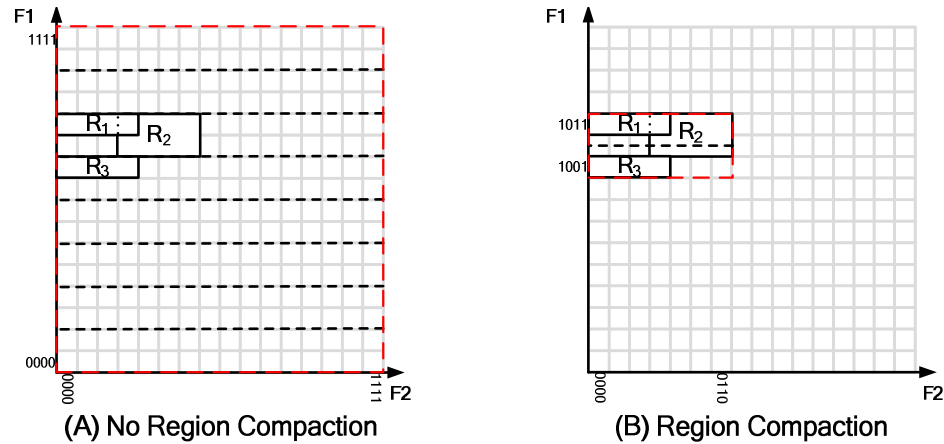 F1
1111
R1
R2
R3
0000
0000
1111
F2
(A) No Region Compaction
F1
1011
R1
R2
1001
R3
0000
0110
F2
(B) Region Compaction